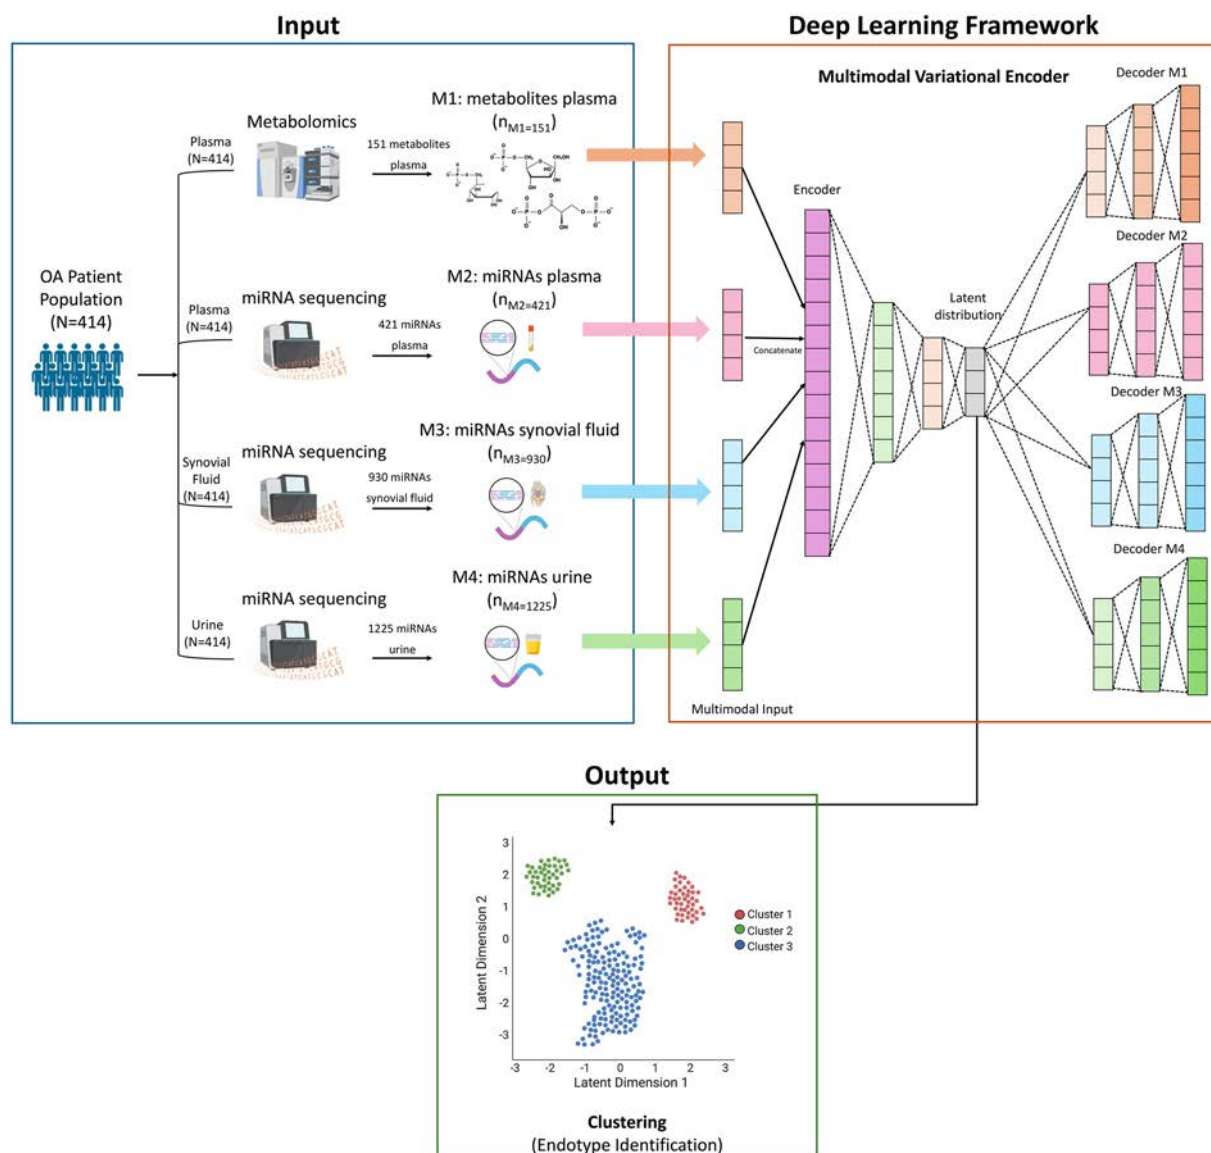 Input
Plasma
(N=414)
Metabolomics
151 metabolites
plasma
M1: metabolites plasma
(nM1=151)
OA Patient
Population
(N=414)
Plasma
(N=414)
miRNA sequencing
421 miRNAs
plasma
M2: miRNAs plasma
(nM2=421)
Synovial
Fluid
(N=414)
miRNA sequencing
930 miRNAs
synovial fluid
M3: miRNAs synovial fluid
(nM3=930)
Urine
(N=414)
miRNA sequencing
1225 miRNAs
urine
M4: miRNAs urine
(nM4=1225)
Deep Learning Framework
Multimodal Variational Encoder
Encoder
Concatenate
Multimodal Input
Latent
distribution
Decoder M1
Decoder M2
Decoder M3
Decoder M4
Output
Latent Dimension 2
3
2
1
0
-1
-2
-3
-3 -2 -1 0 1 2 3
Latent Dimension 1
Cluster 1
Cluster 2
Cluster 3
Clustering
(Endotype Identification)